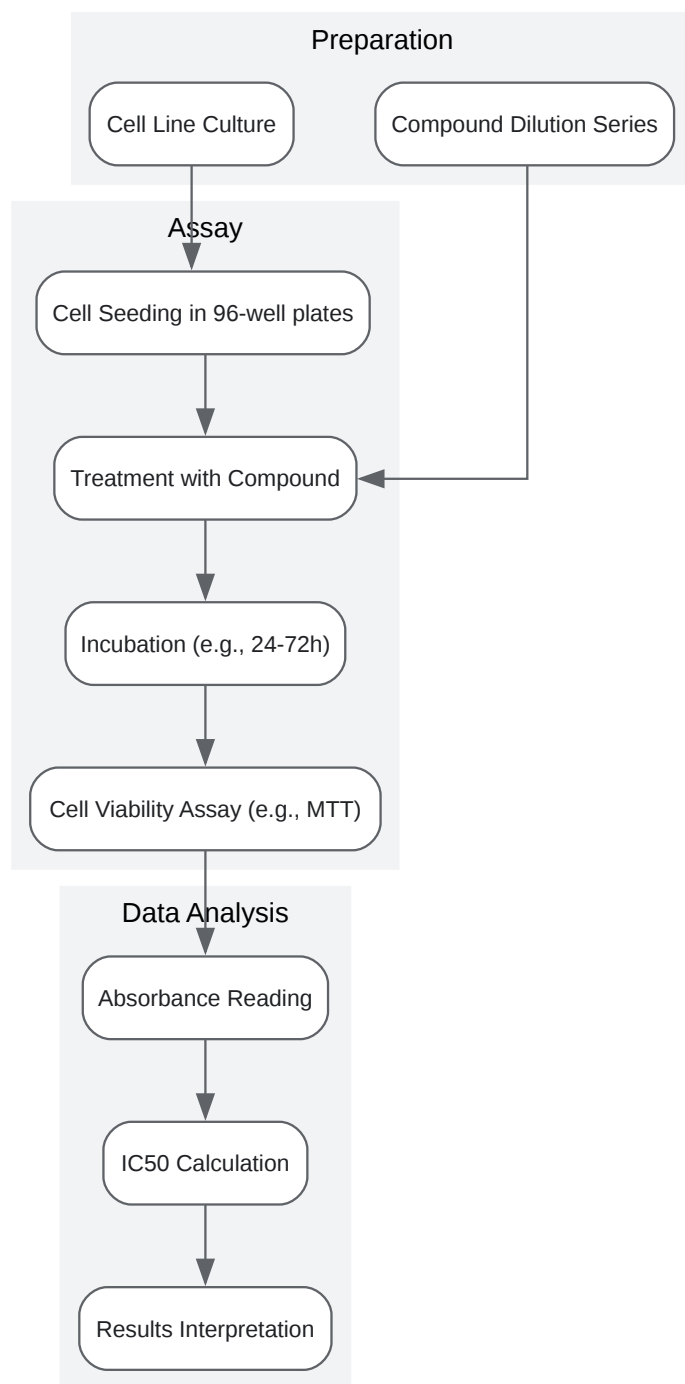 Preparation
Cell Line Culture
Compound Dilution Series
Assay
Cell Seeding in 96-well plates
Treatment with Compound
Incubation (e.g., 24-72h)
Cell Viability Assay (e.g., MTT)
Data Analysis
Absorbance Reading
IC50 Calculation
Results Interpretation